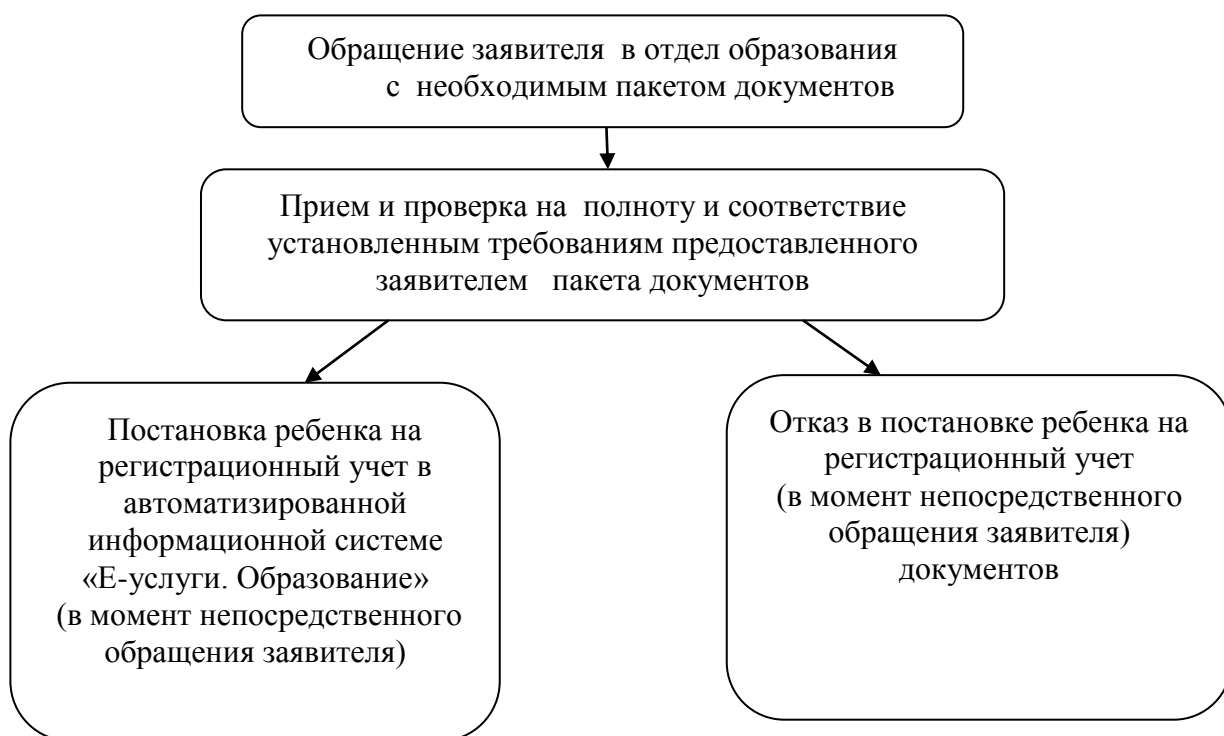 Обращение заявителя в отдел образования
с необходимым пакетом документов
Прием и проверка на полноту и соответствие
установленным требованиям предоставленного
заявителем пакета документов
Постановка ребенка на
регистрационный учет в
автоматизированной
информационной системе
«Е-услуги. Образование»
(в момент непосредственного
обращения заявителя)
Отказ в постановке ребенка на
регистрационный учет
(в момент непосредственного
обращения заявителя)
документов